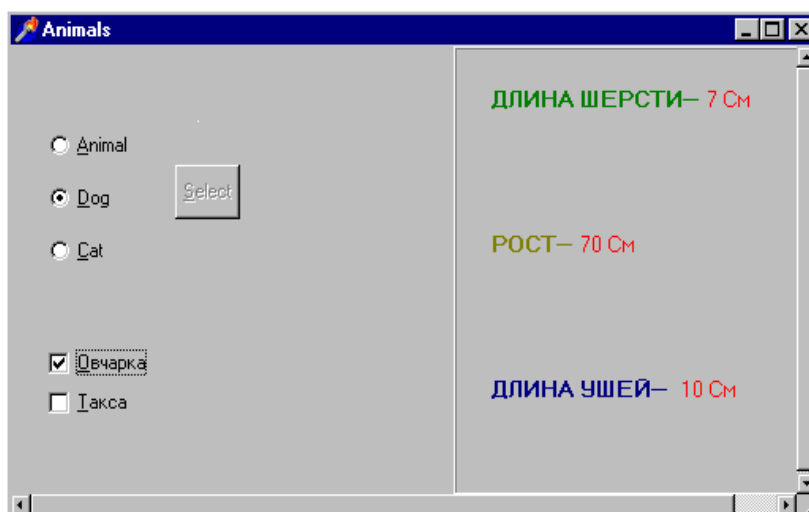 Animals
Animal
Dog
Select
Cat
Овчарка
Такса
ДЛИНА ШЕРСТИ– 7 См
РОСТ– 70 См
ДЛИНА УШЕЙ– 10 См